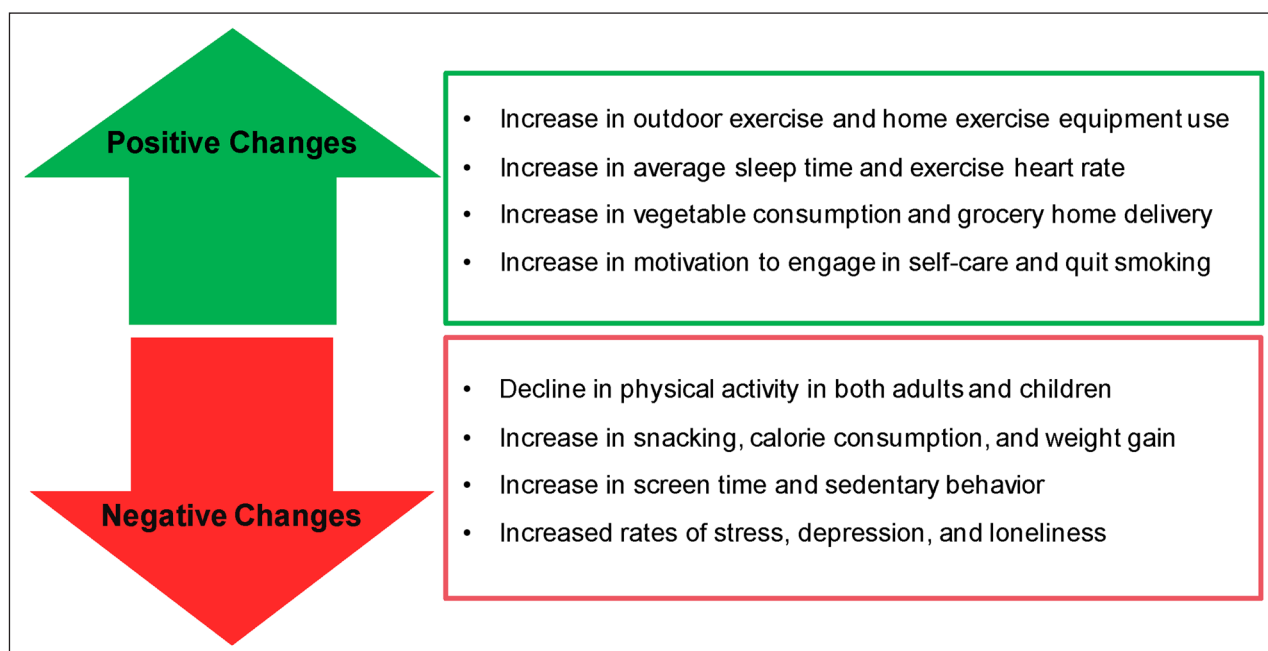 Positive Changes
• Increase in outdoor exercise and home exercise equipment use
• Increase in average sleep time and exercise heart rate
• Increase in vegetable consumption and grocery home delivery
• Increase in motivation to engage in self-care and quit smoking
Negative Changes
• Decline in physical activity in both adults and children
• Increase in snacking, calorie consumption, and weight gain
• Increase in screen time and sedentary behavior
• Increased rates of stress, depression, and loneliness